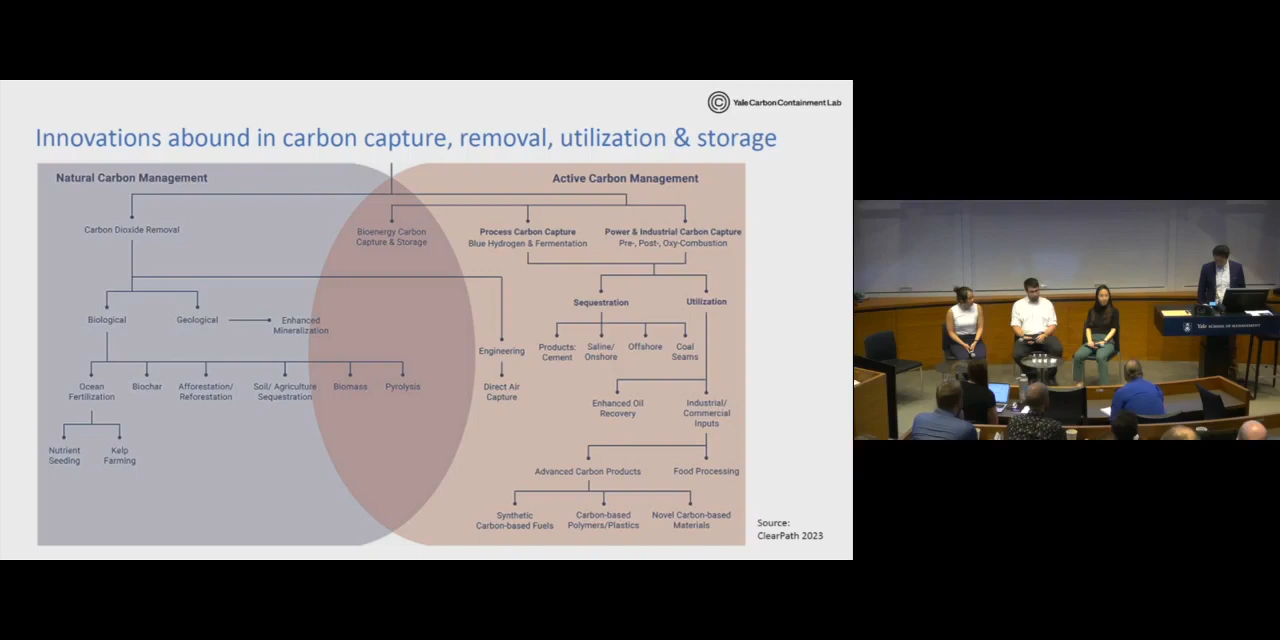 Yale Carbon Containment Lab
Innovations abound in carbon capture, removal, utilization & storage
Natural Carbon Management
Active Carbon Management
Carbon Dioxide Removal
Bioenergy Carbon
Capture & Storage
Process Carbon Capture
Blue Hydrogen & Fermentation
Power & Industrial Carbon Capture
Pre-, Post-, Oxy-Combustion
Sequestration
Utilization
Biological
Geological
Enhanced
Mineralization
Engineering
Products:
Cement
Saline/
Onshore
Offshore
Coal
Seams
Ocean
Fertilization
Biochar
Afforestation/
Reforestation
Soil/ Agriculture
Sequestration
Biomass
Pyrolysis
Direct Air
Capture
Enhanced Oil
Recovery
Industrial/
Commercial
Inputs
Nutrient
Seeding
Kelp
Farming
Advanced Carbon Products
Food Processing
Synthetic
Carbon-based Fuels
Carbon-based
Polymers/Plastics
Novel Carbon-based
Materials
Source:
ClearPath 2023
Yale SCHOOL OF MANAGEMENT